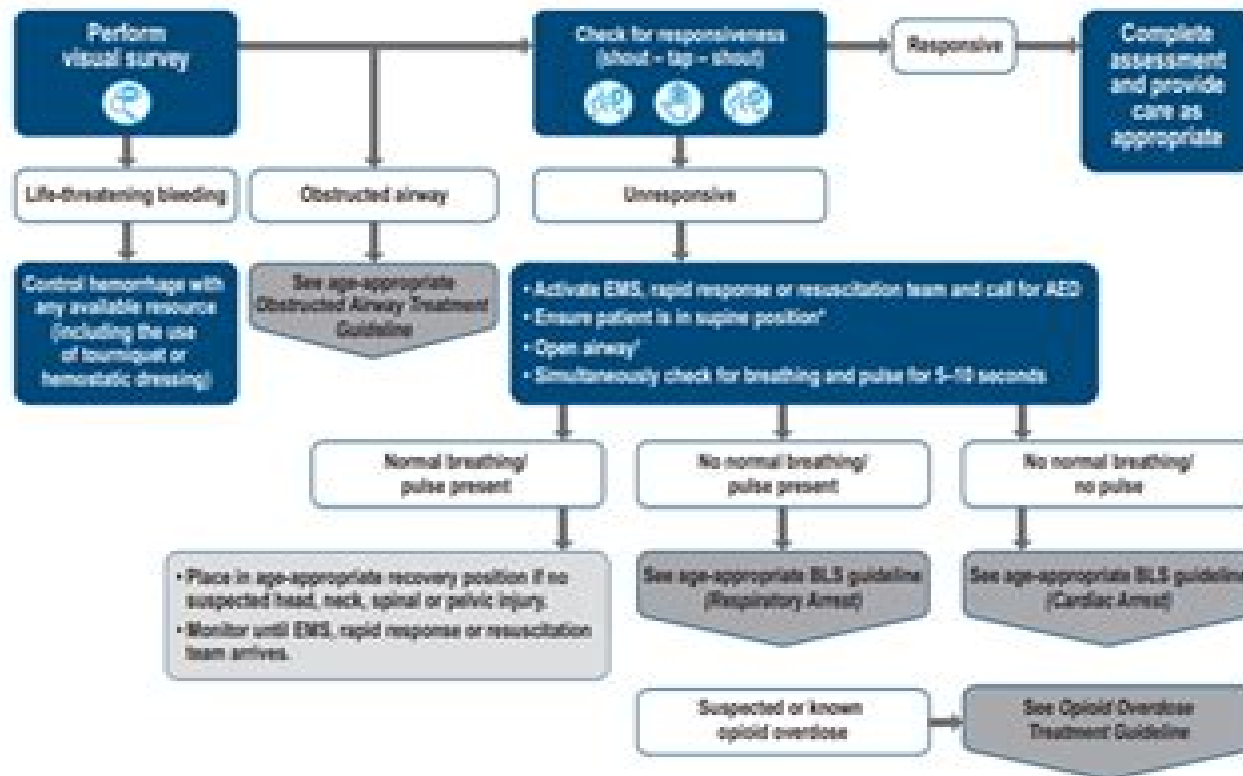 Perform
visual survey
Check for responsiveness
(shout – tap – shout)
Responsive
Complete
assessment
and provide
care as
appropriate
Life-threatening bleeding
Obstructed airway
Unresponsive
Control hemorrhage with
any available resource
(including the use
of tourniquet or
hemostatic dressing)
See age-appropriate
Obstructed Airway Treatment
Guideline
• Activate EMS, rapid response or resuscitation team and call for AED
• Ensure patient is in supine position*
• Open airway†
• Simultaneously check for breathing and pulse for 5–10 seconds
Normal breathing/
pulse present
No normal breathing/
pulse present
No normal breathing/
no pulse
• Place in age-appropriate recovery position if no
suspected head, neck, spinal or pelvic injury.
• Monitor until EMS, rapid response or resuscitation
team arrives.
See age-appropriate BLS guideline
(Respiratory Arrest)
See age-appropriate BLS guideline
(Cardiac Arrest)
Suspected or known
opioid overdose
See Opioid Overdose
Treatment Guideline